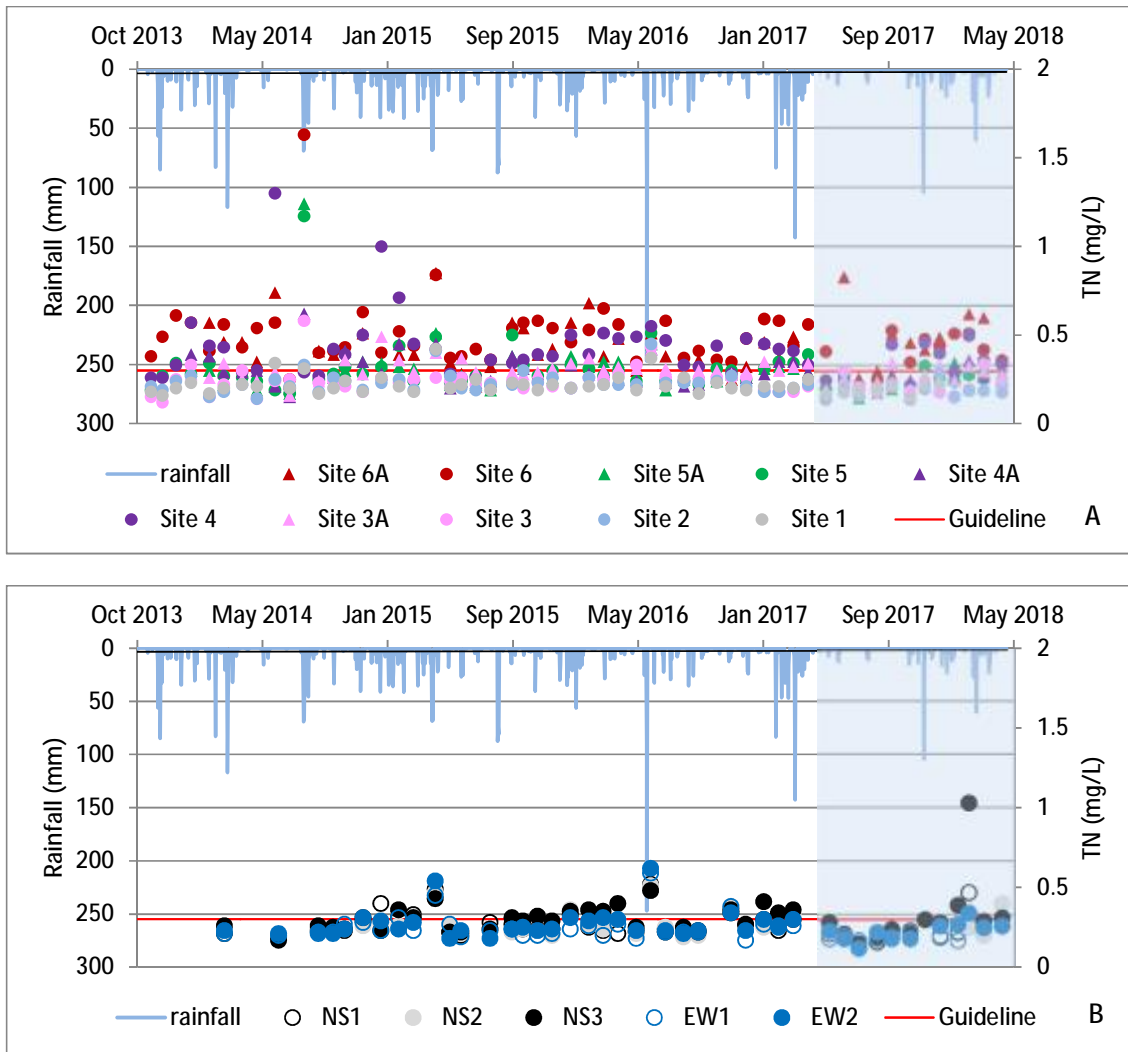 Oct 2013 May 2014 Jan 2015 Sep 2015 May 2016 Jan 2017 Sep 2017 May 2018
0 2
50
1.5
100
Rainfall (mm)
150 1
TN (mg/L)
200
0.5
250
300 0
rainfall Site 6A Site 6 Site 5A Site 5 Site 4A
Site 4 Site 3A Site 3 Site 2 Site 1 Guideline A
Oct 2013 May 2014 Jan 2015 Sep 2015 May 2016 Jan 2017 Sep 2017 May 2018
0 2
50
1.5
100
Rainfall (mm)
150 1
TN (mg/L)
200
0.5
250
300 0
rainfall NS1 NS2 NS3 EW1 EW2 Guideline B